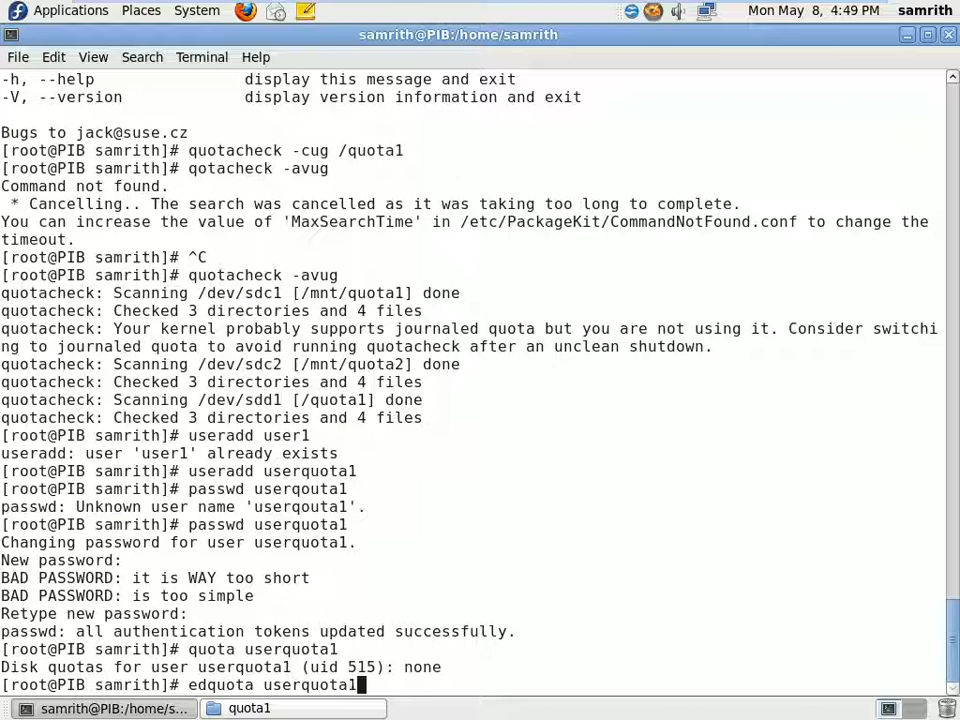 Applications Places System Mon May 8, 4:49 PM samrith
samrith@PIB:/home/samrith
File Edit View Search Terminal Help
-h, --help display this message and exit
-V, --version display version information and exit
Bugs to jack@suse.cz
[root@PIB samrith]# quotacheck -cug /quota1
[root@PIB samrith]# qotacheck -avug
Command not found.
* Cancelling.. The search was cancelled as it was taking too long to complete.
You can increase the value of 'MaxSearchTime' in /etc/PackageKit/CommandNotFound.conf to change the
timeout.
[root@PIB samrith]# ^C
[root@PIB samrith]# quotacheck -avug
quotacheck: Scanning /dev/sdc1 [/mnt/quota1] done
quotacheck: Checked 3 directories and 4 files
quotacheck: Your kernel probably supports journaled quota but you are not using it. Consider switchi
ng to journaled quota to avoid running quotacheck after an unclean shutdown.
quotacheck: Scanning /dev/sdc2 [/mnt/quota2] done
quotacheck: Checked 3 directories and 4 files
quotacheck: Scanning /dev/sdd1 [/quota1] done
quotacheck: Checked 3 directories and 4 files
[root@PIB samrith]# useradd user1
useradd: user 'user1' already exists
[root@PIB samrith]# useradd userquota1
[root@PIB samrith]# passwd userqouta1
passwd: Unknown user name 'userqouta1'.
[root@PIB samrith]# passwd userquota1
Changing password for user userquota1.
New password:
BAD PASSWORD: it is WAY too short
BAD PASSWORD: is too simple
Retype new password:
passwd: all authentication tokens updated successfully.
[root@PIB samrith]# quota userquota1
Disk quotas for user userquota1 (uid 515): none
[root@PIB samrith]# edquota userquota1
samrith@PIB:/home/s... quota1